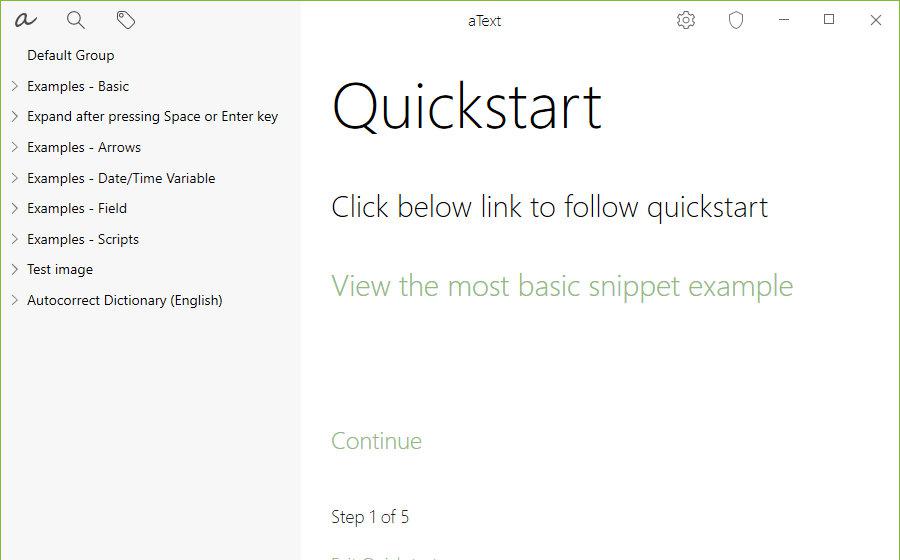 a
aText
Default Group
Examples - Basic
Expand after pressing Space or Enter key
Examples - Arrows
Examples - Date/Time Variable
Examples - Field
Examples - Scripts
Test image
Autocorrect Dictionary (English)
Quickstart
Click below link to follow quickstart
View the most basic snippet example
Continue
Step 1 of 5